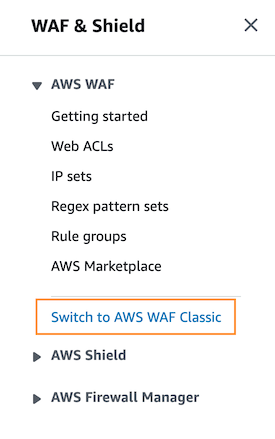 WAF & Shield
AWS WAF
Getting started
Web ACLs
IP sets
Regex pattern sets
Rule groups
AWS Marketplace
Switch to AWS WAF Classic
AWS Shield
AWS Firewall Manager